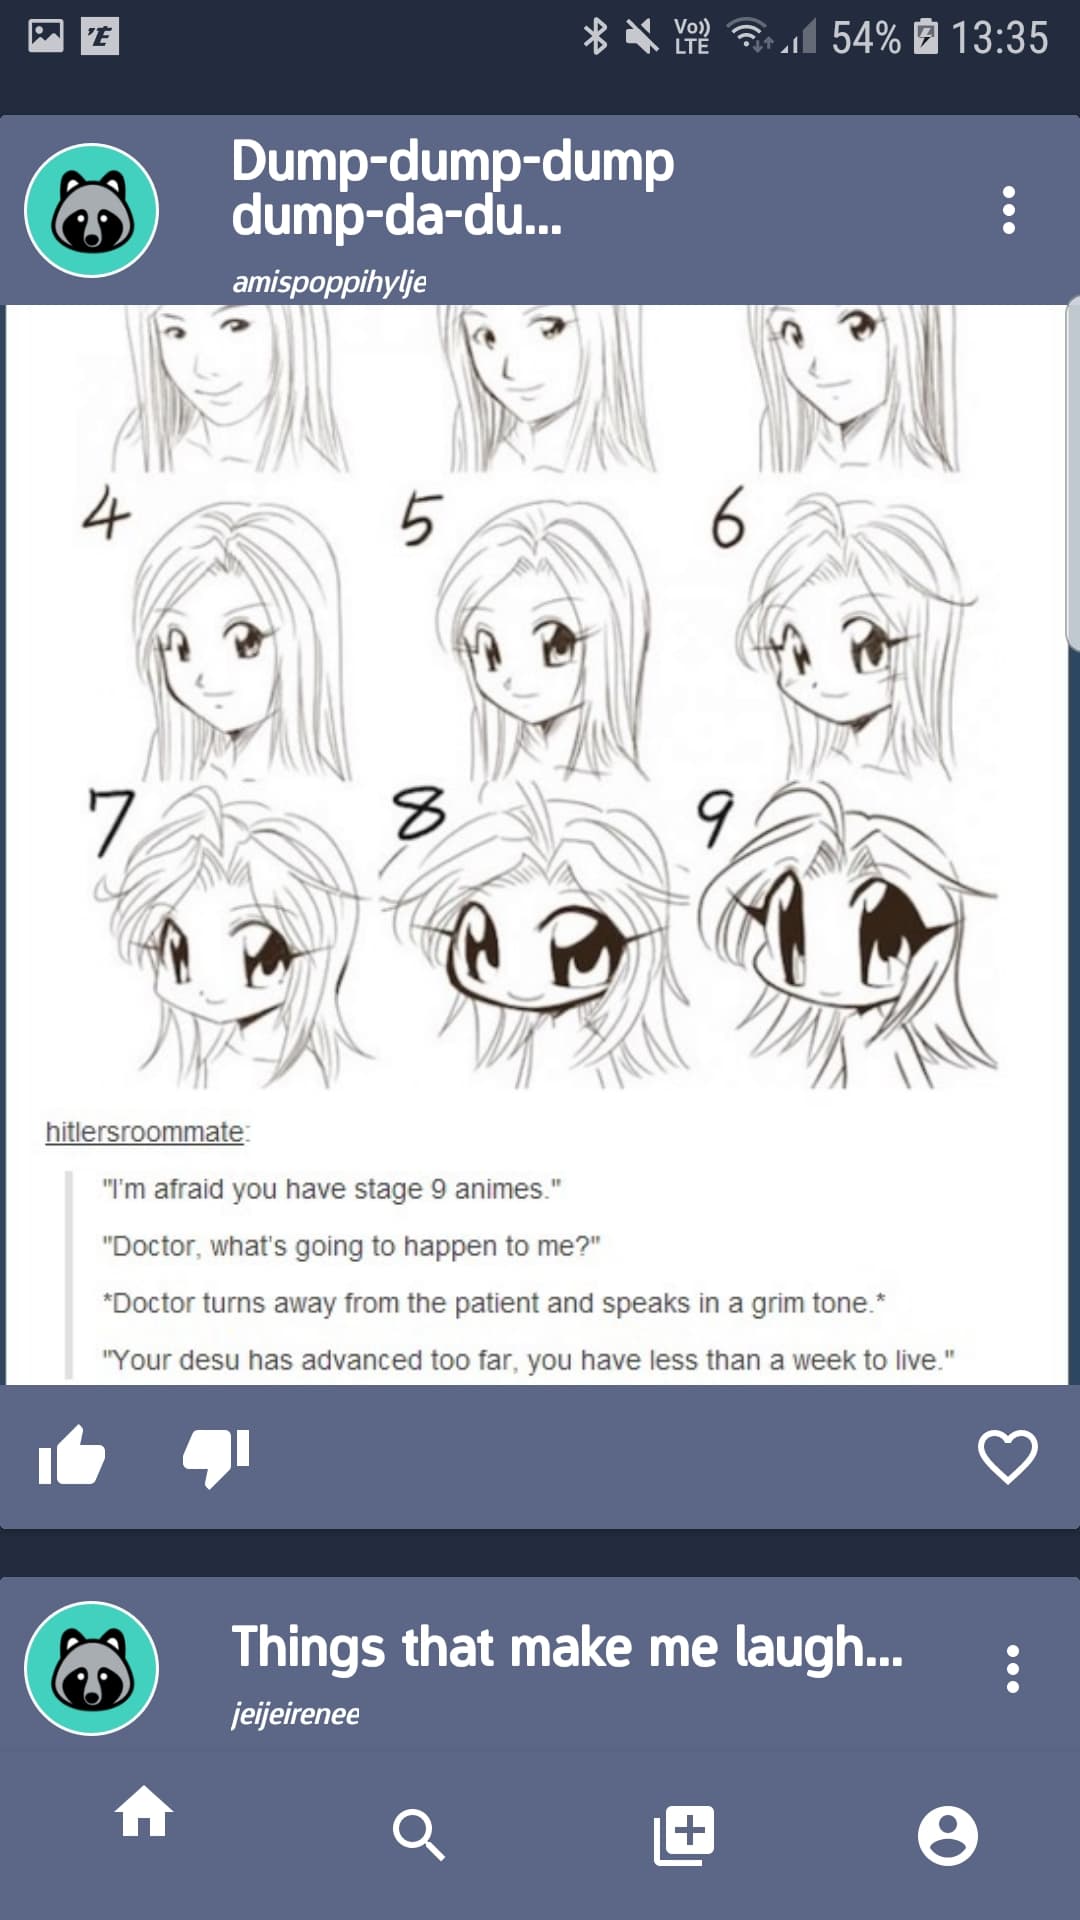 Vo))
LTE
54%
13:35
Dump-dump-dump
dump-da-du...
amispoppihylje
4
5
6
7
8
9
hitlersroommate:
"I'm afraid you have stage 9 animes."
"Doctor, what's going to happen to me?"
*Doctor turns away from the patient and speaks in a grim tone.*
"Your desu has advanced too far, you have less than a week to live."
Things that make me laugh...
jeijeirenee